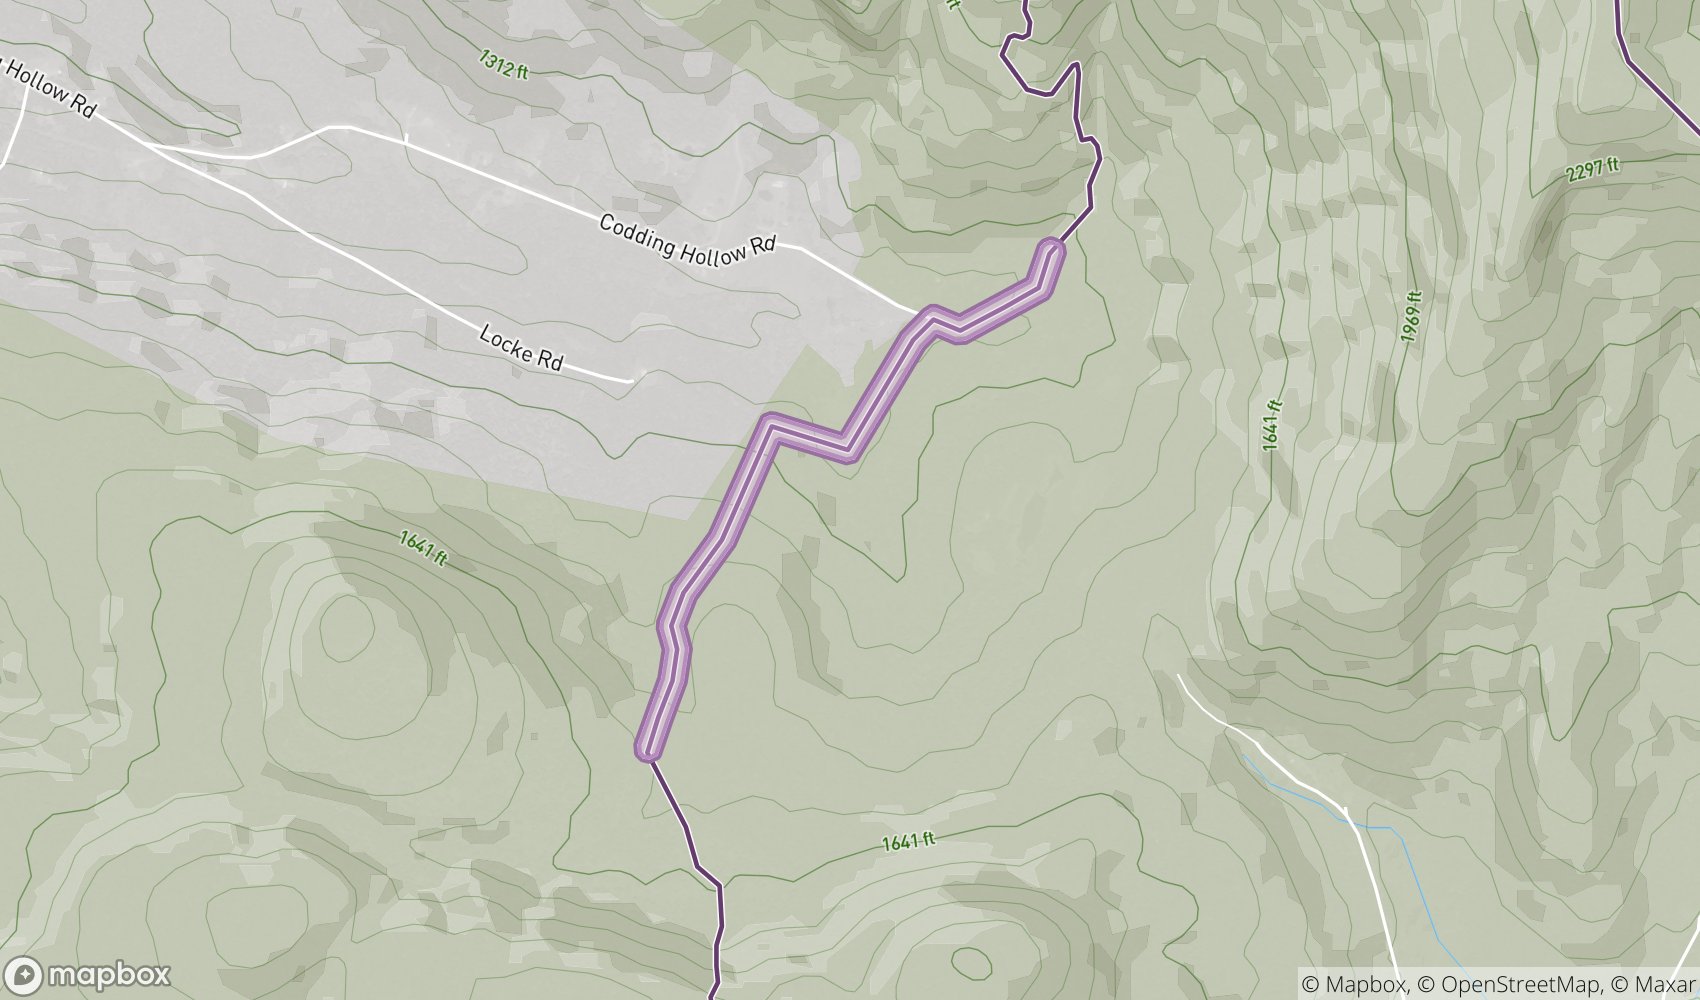 Hollow Rd
1312 ft
ft
2297 ft
Codding Hollow Rd
1969 ft
Locke Rd
1641 ft
1641 ft
1641 ft
mapbox
© Mapbox, © OpenStreetMap, © Maxar